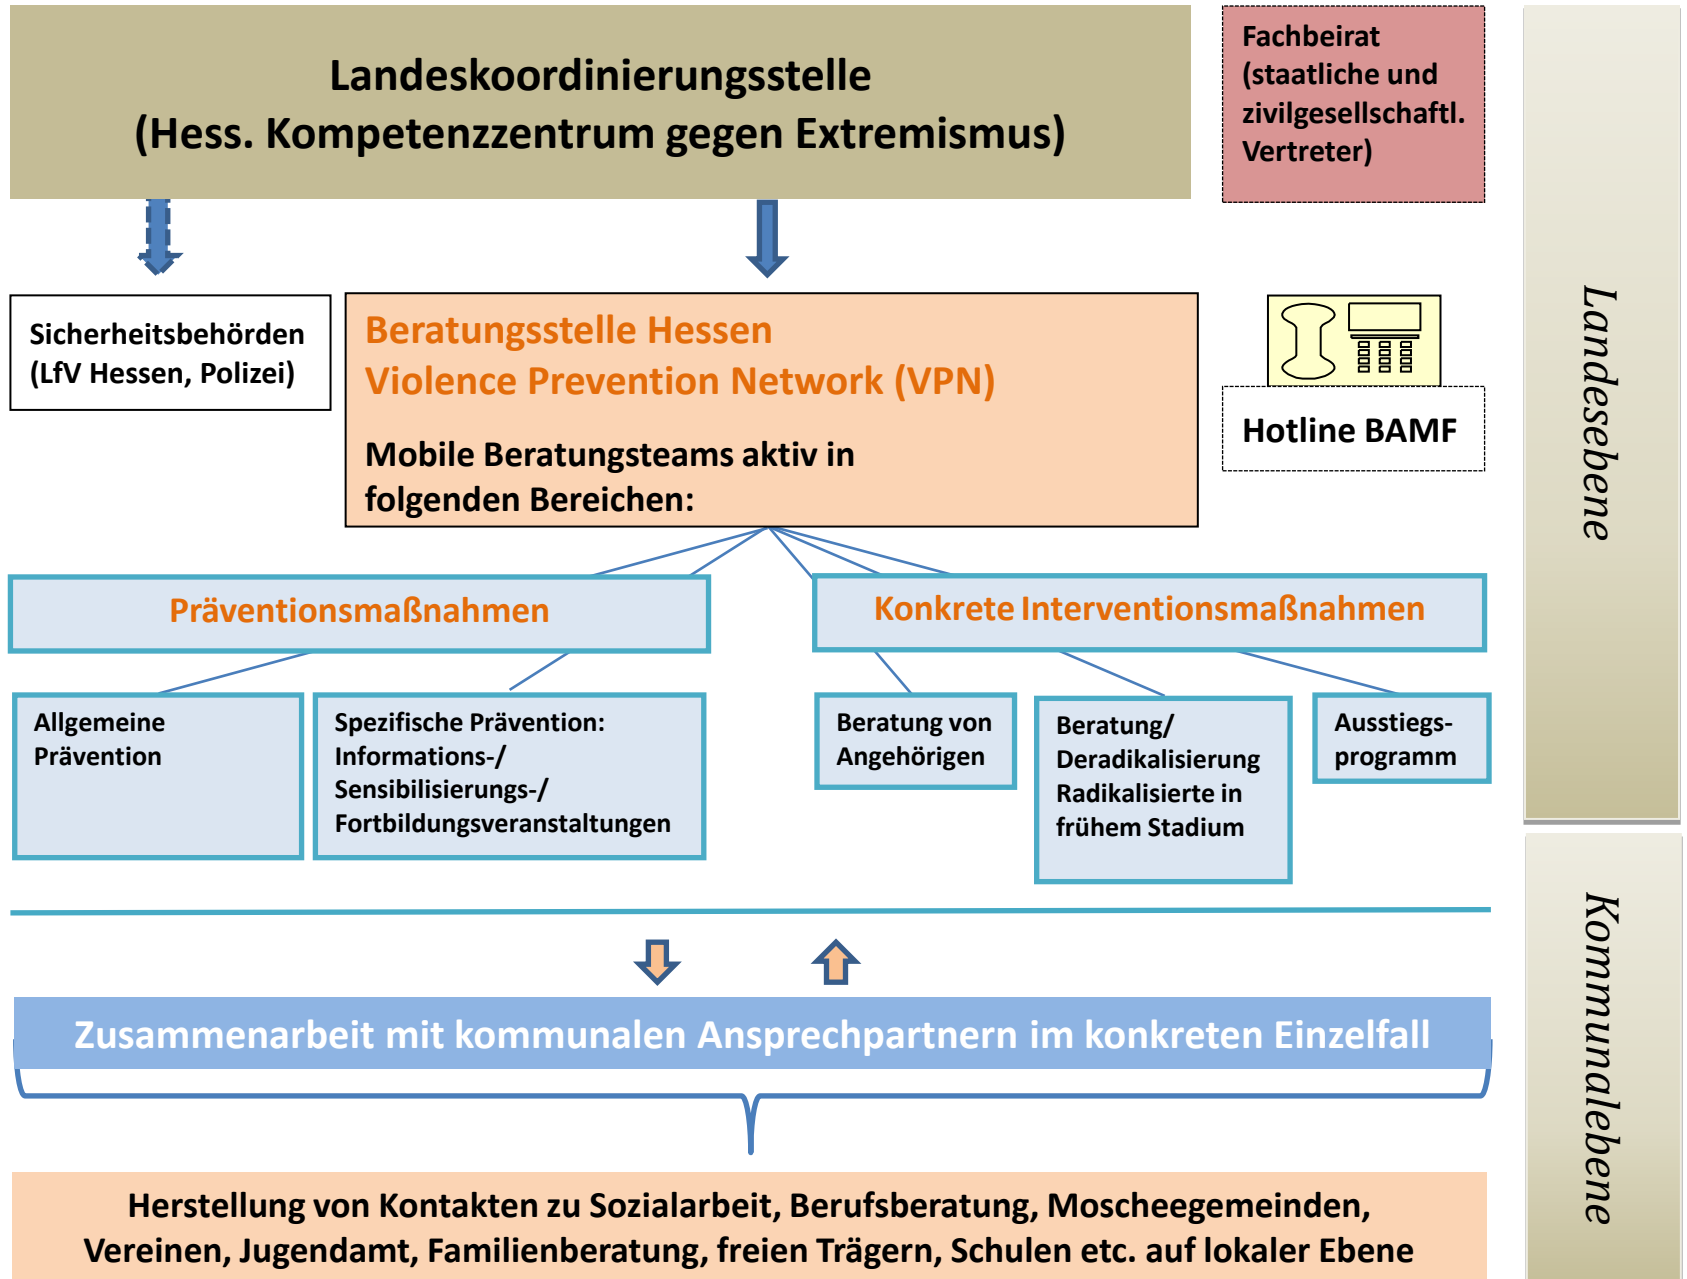 Landeskoordinierungsstelle
(Hess. Kompetenzzentrum gegen Extremismus)
Fachbeirat
(staatliche und
zivilgesellschaftl.
Vertreter)
Sicherheitsbehörden
(LfV Hessen, Polizei)
Beratungsstelle Hessen
Violence Prevention Network (VPN)
Mobile Beratungsteams aktiv in
folgenden Bereichen:
Hotline BAMF
Landesebene
Präventionsmaßnahmen
Konkrete Interventionsmaßnahmen
Allgemeine
Prävention
Spezifische Prävention:
Informations-/
Sensibilisierungs-/
Fortbildungsveranstaltungen
Beratung von
Angehörigen
Beratung/
Deradikalisierung
Radikalisierte in
frühem Stadium
Ausstiegs-
programm
Zusammenarbeit mit kommunalen Ansprechpartnern im konkreten Einzelfall
Herstellung von Kontakten zu Sozialarbeit, Berufsberatung, Moscheegemeinden,
Vereinen, Jugendamt, Familienberatung, freien Trägern, Schulen etc. auf lokaler Ebene
Kommunalebene